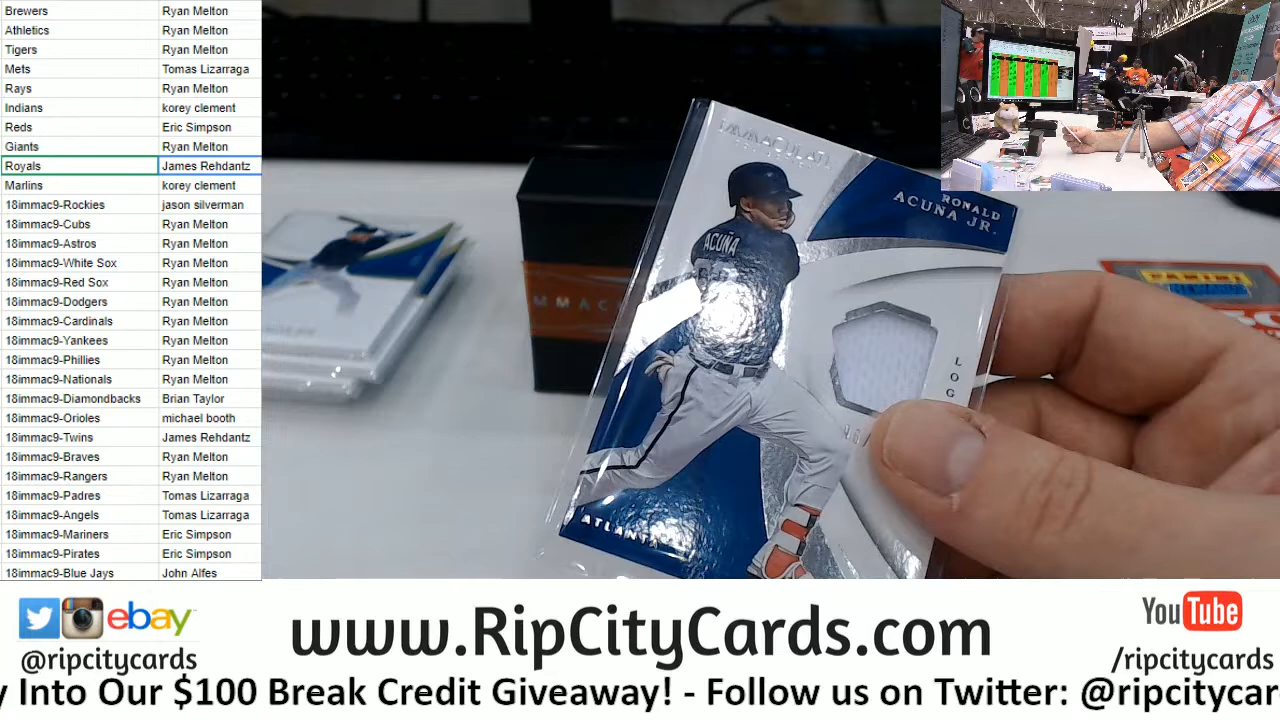 Brewers Ryan Melton
Athletics Ryan Melton
Tigers Ryan Melton
Mets Tomas Lizarraga
Rays Ryan Melton
Indians korey clement
Reds Eric Simpson
Giants Ryan Melton
Royals James Rehdantz
Marlins korey clement
18immac9-Rockies jason silverman
18immac9-Cubs Ryan Melton
18immac9-Astros Ryan Melton
18immac9-White Sox Ryan Melton
18immac9-Red Sox Ryan Melton
18immac9-Dodgers Ryan Melton
18immac9-Cardinals Ryan Melton
18immac9-Yankees Ryan Melton
18immac9-Phillies Ryan Melton
18immac9-Nationals Ryan Melton
18immac9-Diamondbacks Brian Taylor
18immac9-Orioles michael booth
18immac9-Twins James Rehdantz
18immac9-Braves Ryan Melton
18immac9-Rangers Ryan Melton
18immac9-Padres Tomas Lizarraga
18immac9-Angels Tomas Lizarraga
18immac9-Mariners Eric Simpson
18immac9-Pirates Eric Simpson
18immac9-Blue Jays John Alfes
RONALD
ACUÑA JR.
ACUÑA
ATLANTA
PANINI
ebay
@ripcitycards
www.RipCityCards.com
YouTube
/ripcitycards
y Into Our $100 Break Credit Giveaway! - Follow us on Twitter: @ripcitycar